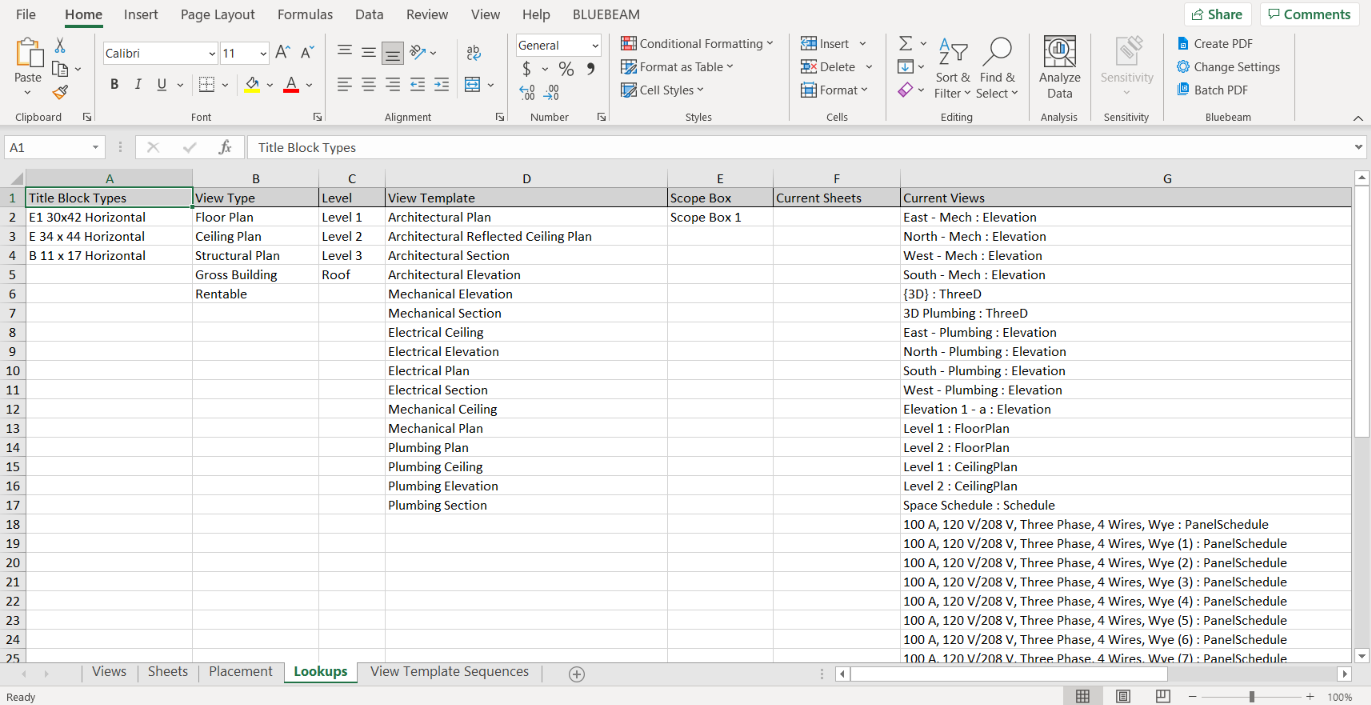 File Home Insert Page Layout Formulas Data Review View Help BLUEBEAM Share Comments
Calibri 11 A^ A ab General Conditional Formatting Insert Create PDF
Paste $ % Format as Table Delete Sort & Find & Analyze Sensitivity Change Settings
B I U A Cell Styles Format Filter Select Data Batch PDF
Clipboard Font Alignment Number Styles Cells Editing Analysis Sensitivity Bluebeam
A1 fx Title Block Types
A B C D E F G
1 Title Block Types View Type Level View Template Scope Box Current Sheets Current Views
2 E1 30x42 Horizontal Floor Plan Level 1 Architectural Plan Scope Box 1 East - Mech : Elevation
3 E 34 x 44 Horizontal Ceiling Plan Level 2 Architectural Reflected Ceiling Plan North - Mech : Elevation
4 B 11 x 17 Horizontal Structural Plan Level 3 Architectural Section West - Mech : Elevation
5 Gross Building Roof Architectural Elevation South - Mech : Elevation
6 Rentable Mechanical Elevation {3D} : ThreeD
7 Mechanical Section 3D Plumbing : ThreeD
8 Electrical Ceiling East - Plumbing : Elevation
9 Electrical Elevation North - Plumbing : Elevation
10 Electrical Plan South - Plumbing : Elevation
11 Electrical Section West - Plumbing : Elevation
12 Mechanical Ceiling Elevation 1 - a : Elevation
13 Mechanical Plan Level 1 : FloorPlan
14 Plumbing Plan Level 2 : FloorPlan
15 Plumbing Ceiling Level 1 : CeilingPlan
16 Plumbing Elevation Level 2 : CeilingPlan
17 Plumbing Section Space Schedule : Schedule
18 100 A, 120 V/208 V, Three Phase, 4 Wires, Wye : PanelSchedule
19 100 A, 120 V/208 V, Three Phase, 4 Wires, Wye (1) : PanelSchedule
20 100 A, 120 V/208 V, Three Phase, 4 Wires, Wye (2) : PanelSchedule
21 100 A, 120 V/208 V, Three Phase, 4 Wires, Wye (3) : PanelSchedule
22 100 A, 120 V/208 V, Three Phase, 4 Wires, Wye (4) : PanelSchedule
23 100 A, 120 V/208 V, Three Phase, 4 Wires, Wye (5) : PanelSchedule
24 100 A, 120 V/208 V, Three Phase, 4 Wires, Wye (6) : PanelSchedule
25 100 A, 120 V/208 V, Three Phase, 4 Wires, Wye (7) : PanelSchedule
Views Sheets Placement Lookups View Template Sequences
Ready 100%